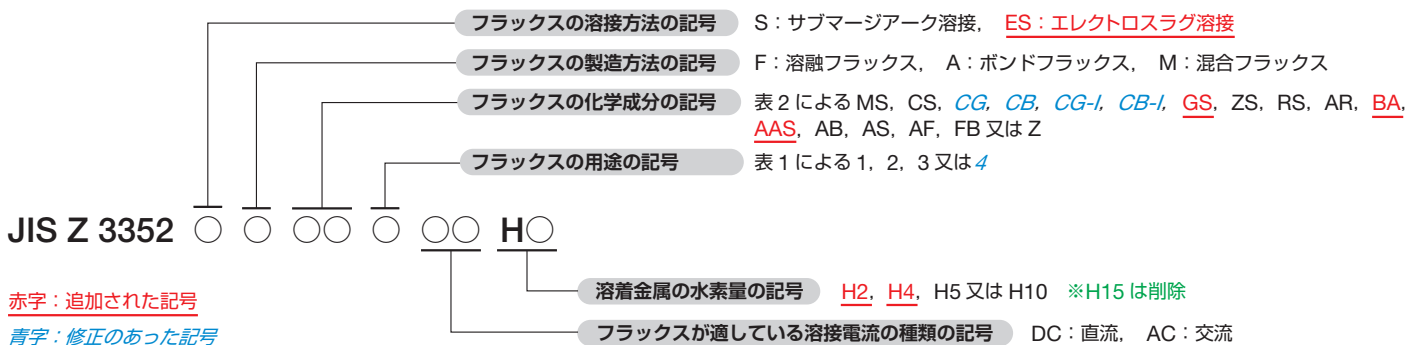 フラックスの溶接方法の記号 S：サブマージアーク溶接， ES：エレクトロスラグ溶接
フラックスの製造方法の記号 F：溶融フラックス， A：ボンドフラックス， M：混合フラックス
フラックスの化学成分の記号 表2による MS，CS，CG，CB，CG-I，CB-I，GS，ZS，RS，AR，BA，
AAS，AB，AS，AF，FB 又は Z
フラックスの用途の記号 表1による 1，2，3 又は4
JIS Z 3352 ○ ○ ○○ ○ ○○ H○
溶着金属の水素量の記号 H2，H4，H5 又は H10 ※H15 は削除
赤字：追加された記号
フラックスが適している溶接電流の種類の記号 DC：直流， AC：交流
青字：修正のあった記号